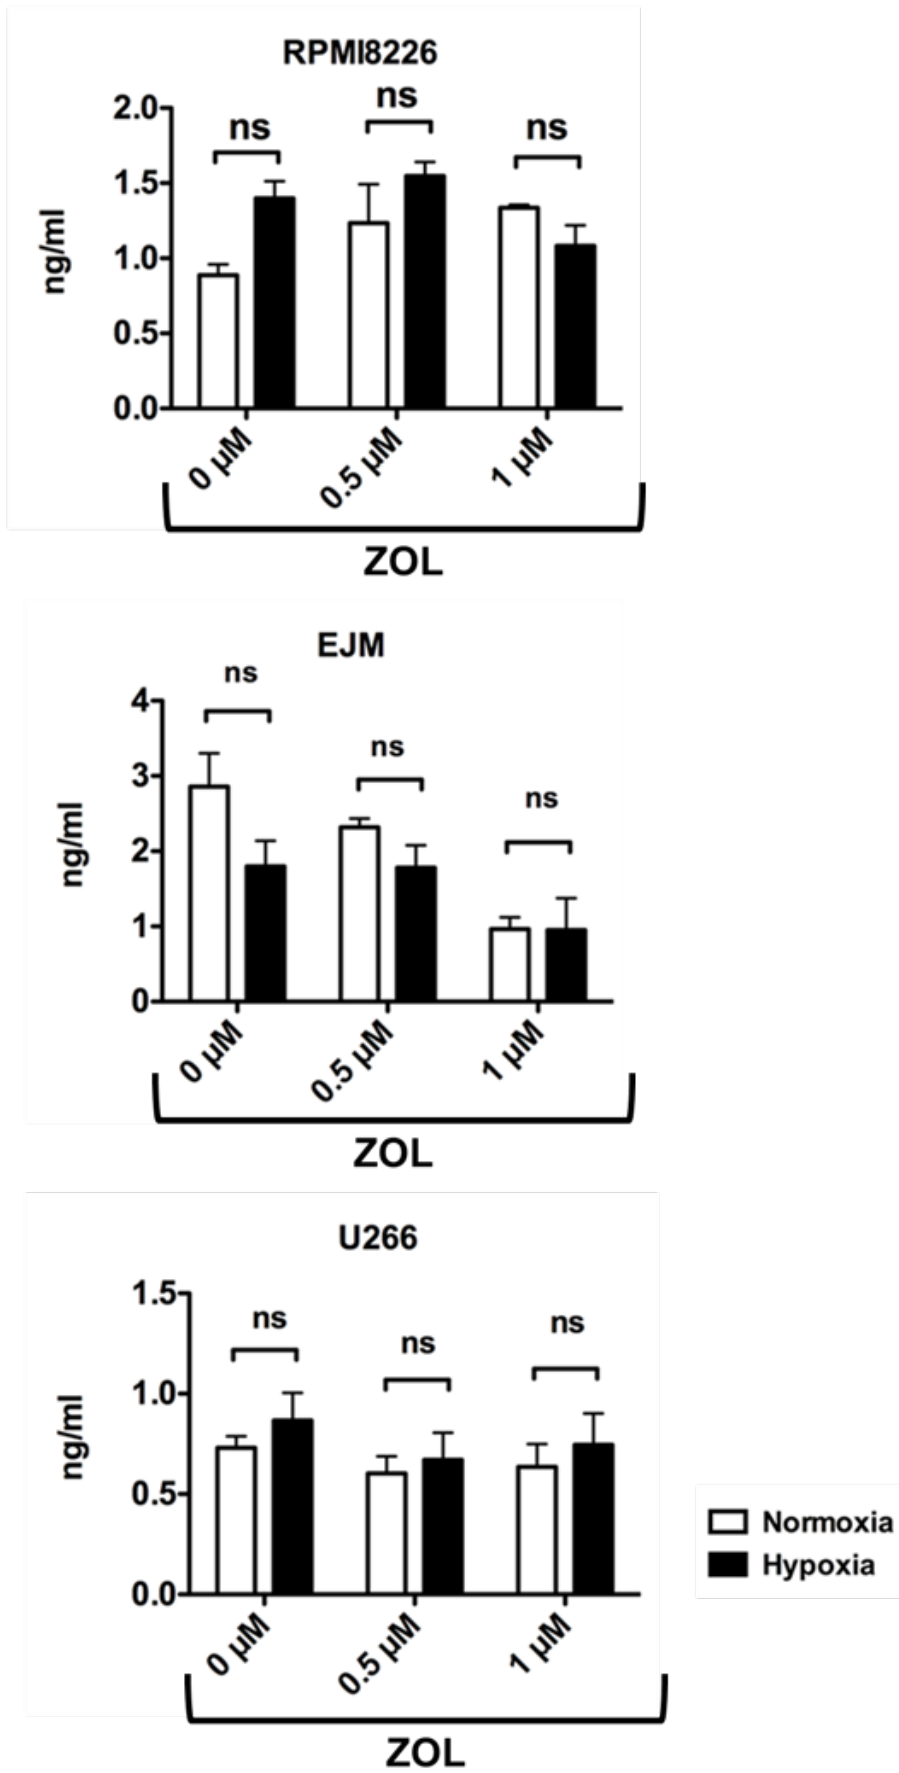 RPMI8226
ns
ns
ns
ng/ml
2.0
1.5
1.0
0.5
0.0
0 µM
0.5 µM
1 µM
ZOL
EJM
ns
ns
ns
ng/ml
4
3
2
1
0
0 µM
0.5 µM
1 µM
ZOL
U266
ns
ns
ns
ng/ml
1.5
1.0
0.5
0.0
0 µM
0.5 µM
1 µM
ZOL
Normoxia
Hypoxia